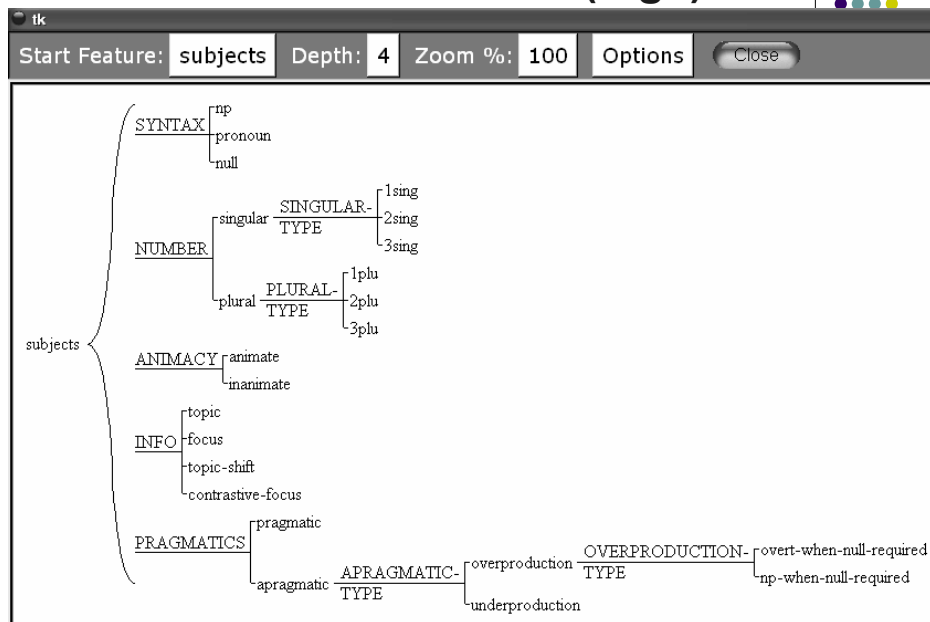 tk
Start Feature: subjects Depth: 4 Zoom %: 100 Options Close
subjects
SYNTAX
np
pronoun
null
NUMBER
singular
SINGULAR-
TYPE
1sing
2sing
3sing
plural
PLURAL-
TYPE
1plu
2plu
3plu
ANIMACY
animate
inanimate
INFO
topic
focus
topic-shift
contrastive-focus
PRAGMATICS
pragmatic
apragmatic
APRAGMATIC-
TYPE
overproduction
OVERPRODUCTION-
TYPE
overt-when-null-required
np-when-null-required
underproduction